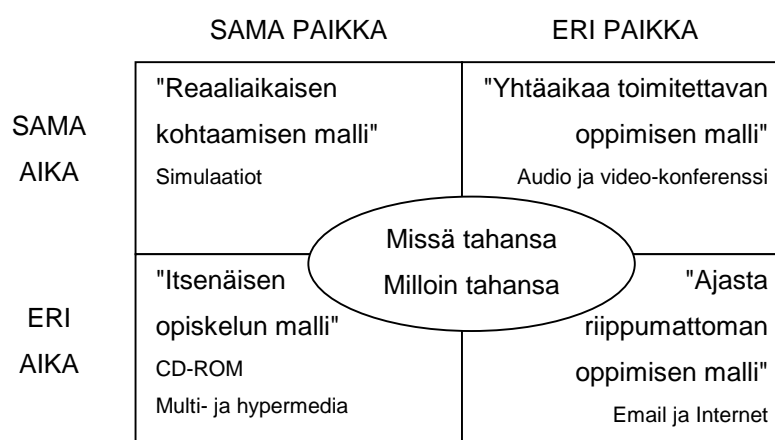 SAMA PAIKKA
ERI PAIKKA
SAMA
AIKA
"Reaaliaikaisen
kohtaamisen malli"
Simulaatiot
"Yhtäaikaa toimitettavan
oppimisen malli"
Audio ja video-konferenssi
Missä tahansa
Milloin tahansa
ERI
AIKA
"Itsenäisen
opiskelun malli"
CD-ROM
Multi- ja hypermedia
"Ajasta
riippumattoman
oppimisen malli"
Email ja Internet